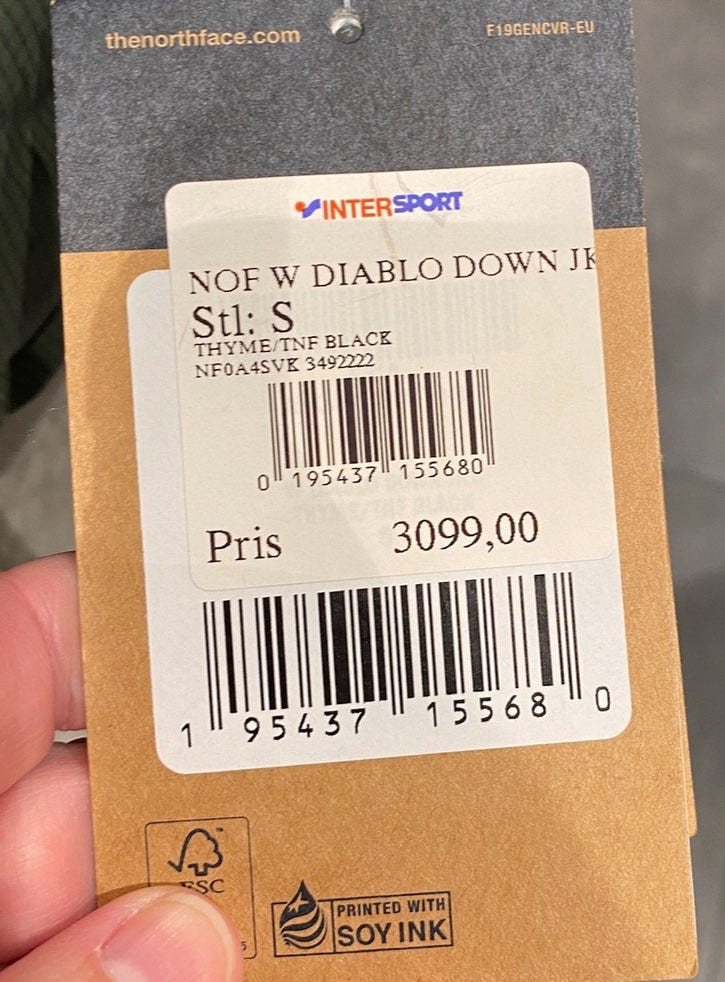 thenorthface.com
F19GENCVR-EU
INTERSPORT
NOF W DIABLO DOWN JK
Stl: S
THYME/TNF BLACK
NF0A4SVK 3492222
0 195437 155680
Pris 3099,00
1 95437 15568 0
FSC
PRINTED WITH
SOY INK